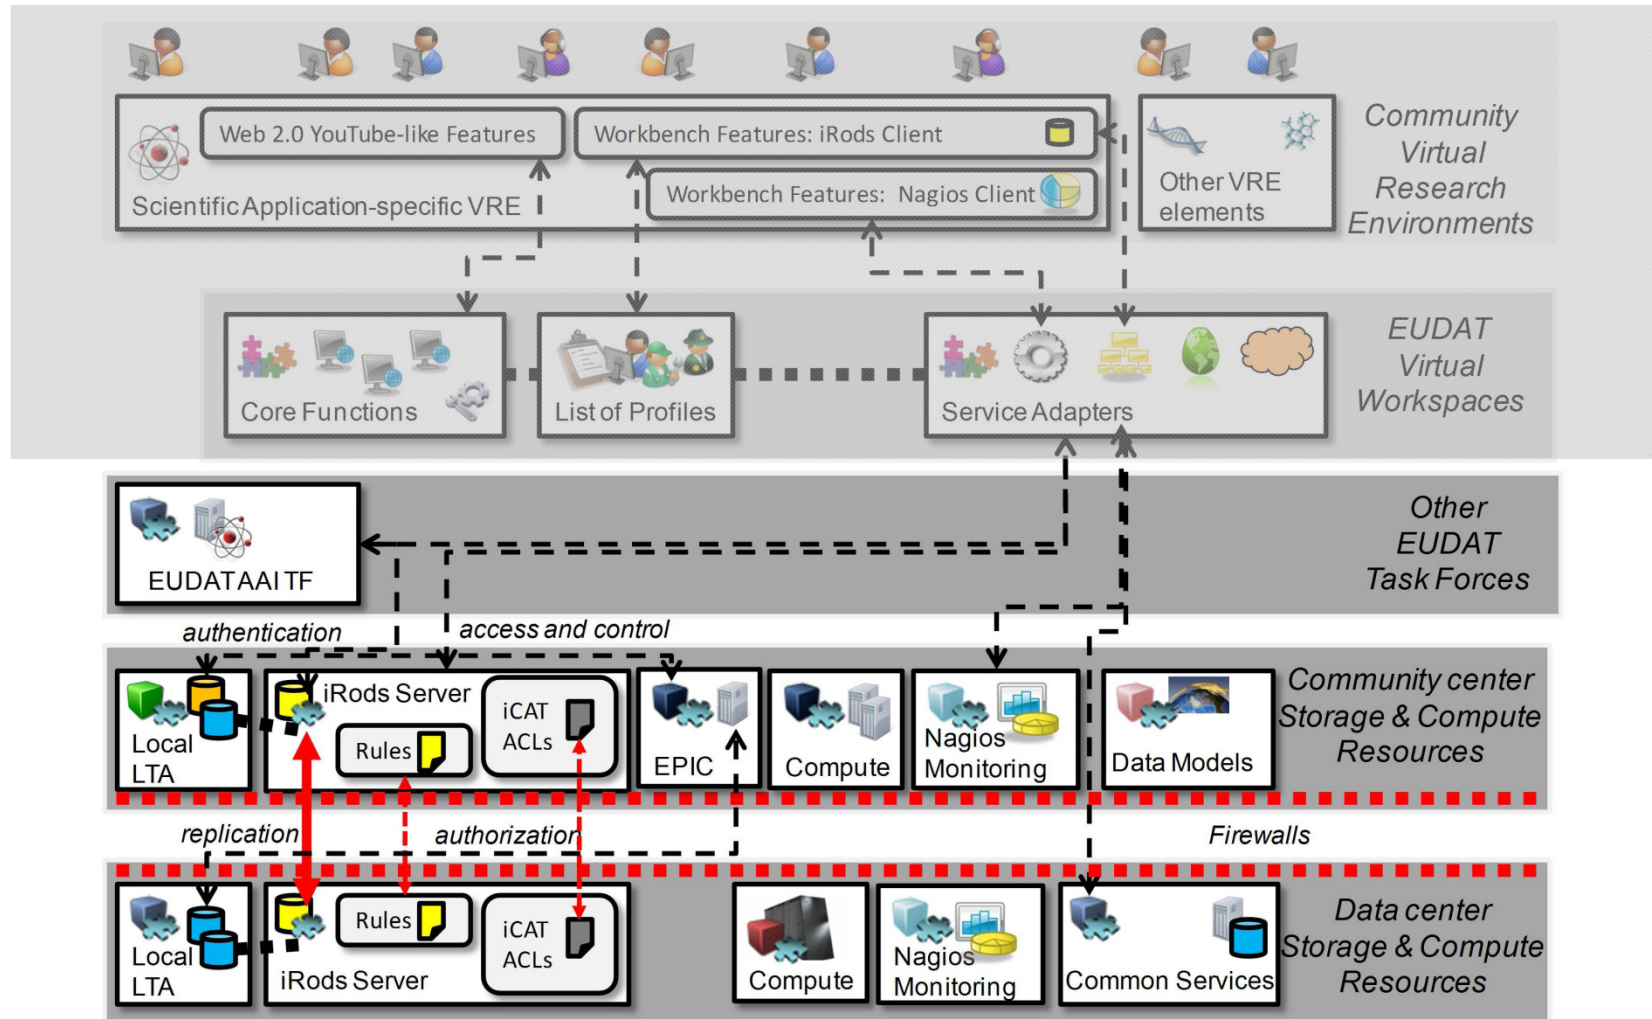 Web 2.0 YouTube-like Features
Workbench Features: iRods Client
Workbench Features: Nagios Client
Scientific Application-specific VRE
Other VRE
elements
Community
Virtual
Research
Environments
Core Functions
List of Profiles
Service Adapters
EUDAT
Virtual
Workspaces
EUDAT AAI TF
Other
EUDAT
Task Forces
authentication
access and control
Local
LTA
iRods Server
Rules
iCAT
ACLs
EPIC
Compute
Nagios
Monitoring
Data Models
Community center
Storage & Compute
Resources
replication
authorization
Firewalls
Local
LTA
iRods Server
Rules
iCAT
ACLs
Compute
Nagios
Monitoring
Common Services
Data center
Storage & Compute
Resources